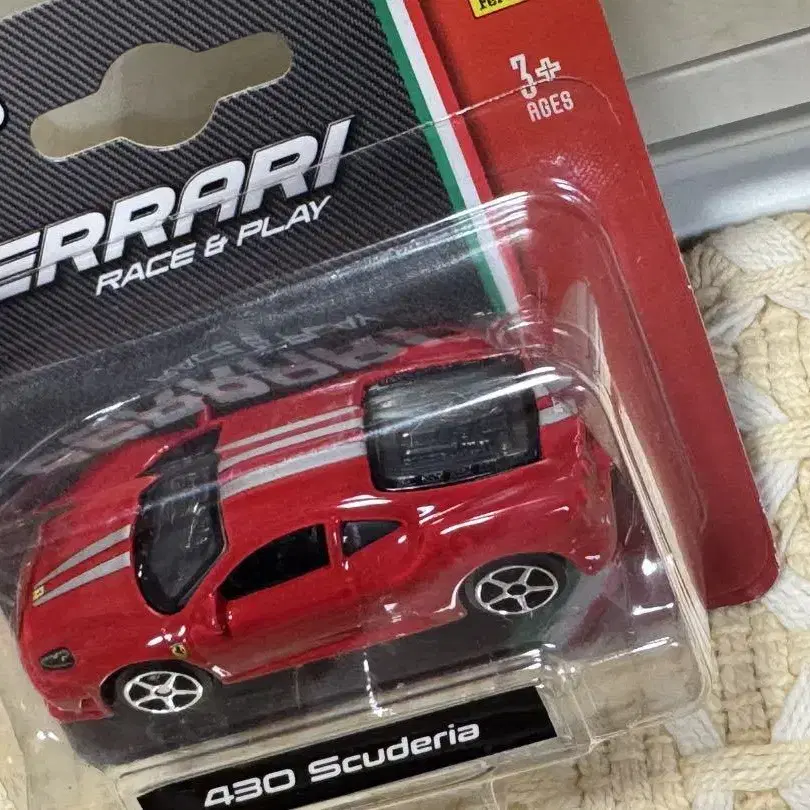 3+
AGES
ERRARI
RACE & PLAY
430 Scuderia